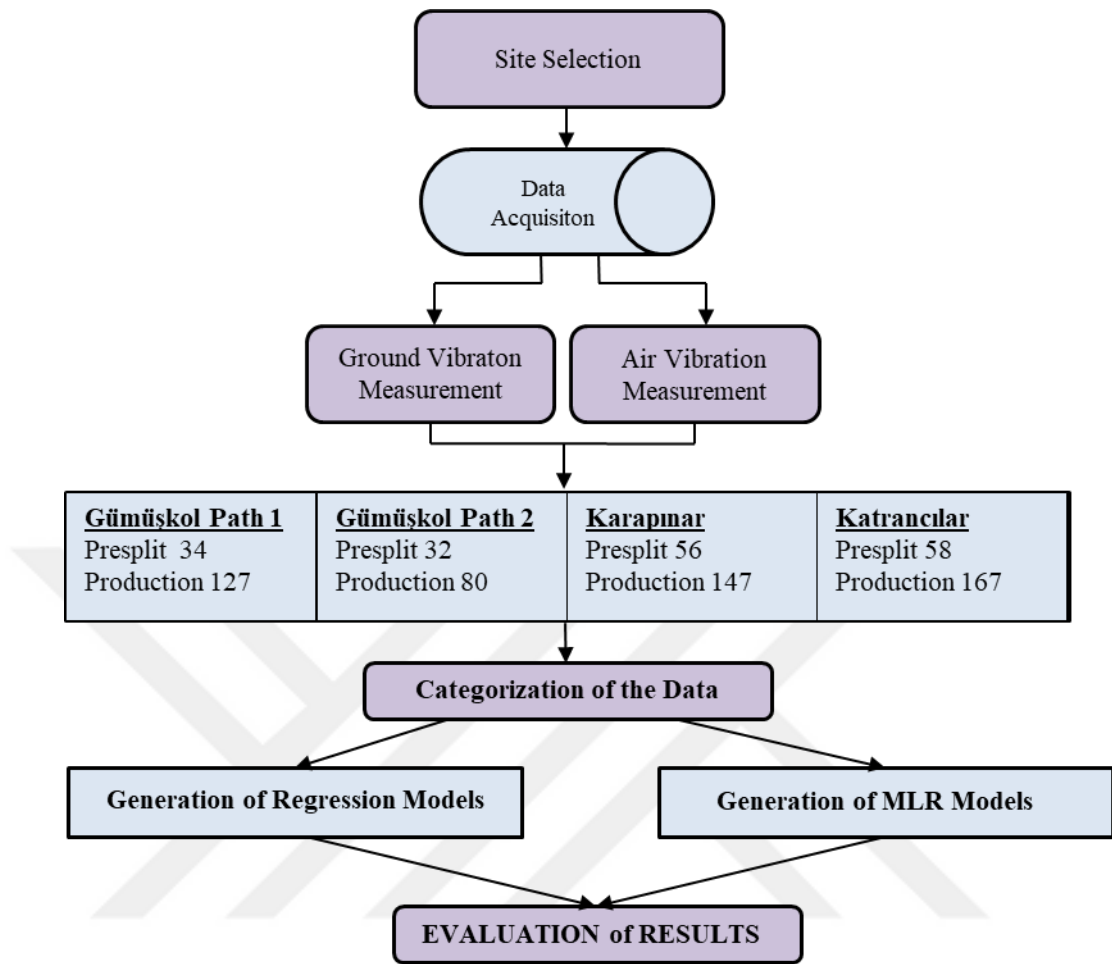 Site Selection
Data
Acquisiton
Ground Vibraton
Measurement
Air Vibration
Measurement
Gümüşkol Path 1
Presplit 34
Production 127
Gümüşkol Path 2
Presplit 32
Production 80
Karapınar
Presplit 56
Production 147
Katrancılar
Presplit 58
Production 167
Categorization of the Data
Generation of Regression Models
Generation of MLR Models
EVALUATION of RESULTS